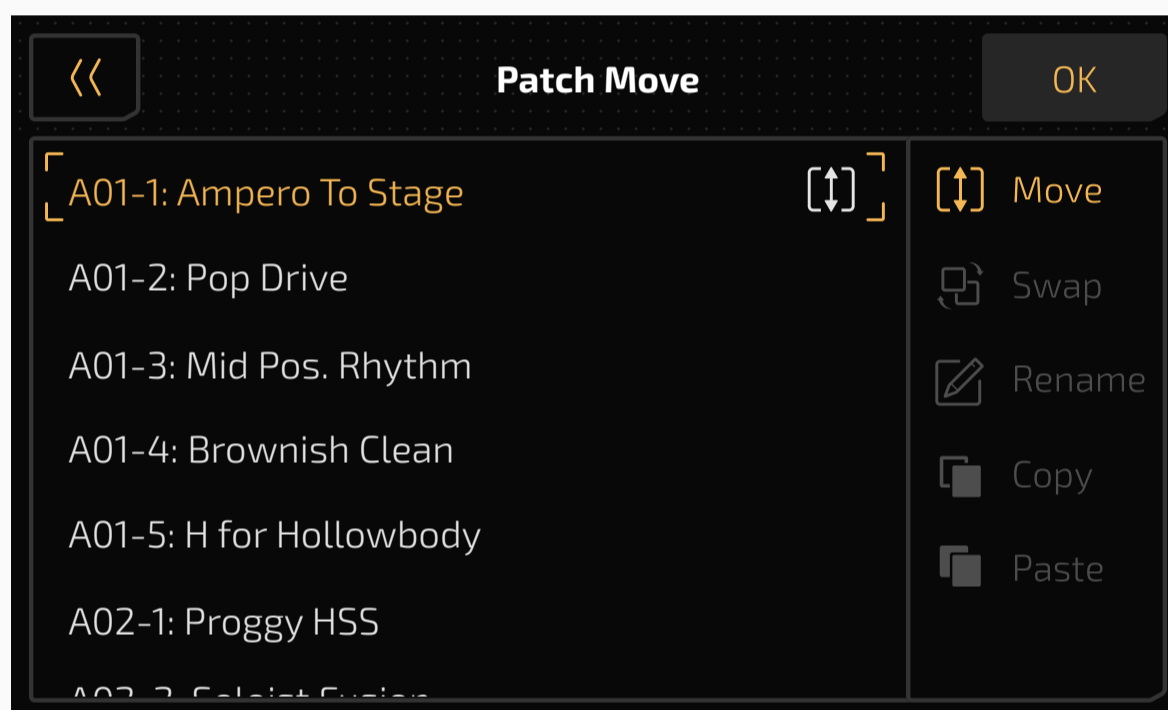 Patch Move
OK
A01-1: Ampero To Stage
A01-2: Pop Drive
A01-3: Mid Pos. Rhythm
A01-4: Brownish Clean
A01-5: H for Hollowbody
A02-1: Proggy HSS
Move
Swap
Rename
Copy
Paste